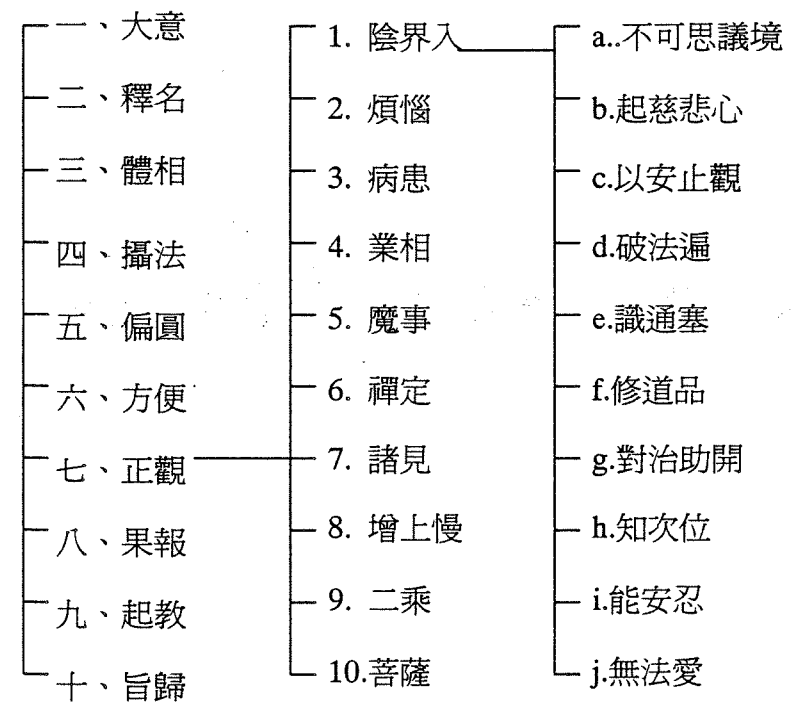 一、大意
二、釋名
三、體相
四、攝法
五、偏圓
六、方便
七、正觀
八、果報
九、起教
十、旨歸
1. 陰界入
2. 煩惱
3. 病患
4. 業相
5. 魔事
6. 禪定
7. 諸見
8. 增上慢
9. 二乘
10.菩薩
a..不可思議境
b.起慈悲心
c.以安止觀
d.破法遍
e.識通塞
f.修道品
g.對治助開
h.知次位
i.能安忍
j.無法愛